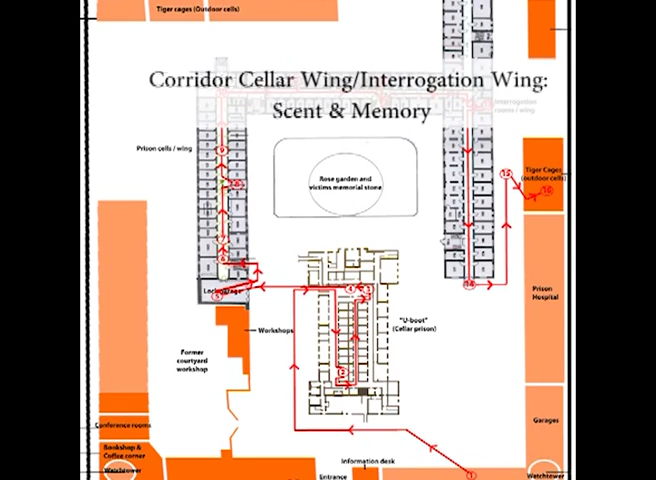 Tiger cages (Outdoor cells)
Corridor Cellar Wing/Interrogation Wing:
Scent & Memory
Interrogation
rooms / wing
Prison cells / wing
Rose garden and
victims memorial stone
Tiger Cages
(outdoor cells)
Prison
Hospital
"U-boot"
(Cellar prison)
Workshops
Former
courtyard
workshop
Garages
Conference rooms
Bookshop &
Coffee corner
Watchtower
Information desk
Entrance
Watchtower